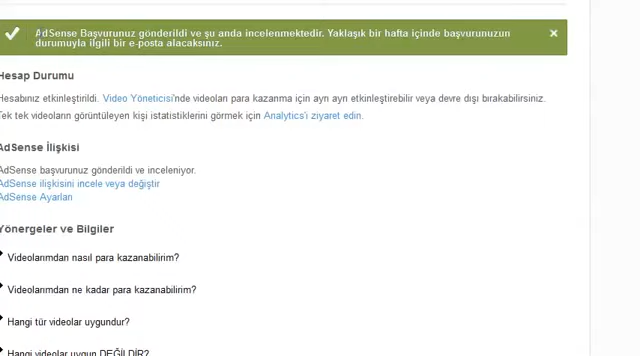 AdSense Başvurunuz gönderildi ve şu anda incelenmektedir. Yaklaşık bir hafta içinde başvurunuzun
durumuyla ilgili bir e-posta alacaksınız.
Hesap Durumu
Hesabınız etkinleştirildi. Video Yöneticisi'nde videoları para kazanma için ayrı ayrı etkinleştirebilir veya devre dışı bırakabilirsiniz.
Tek tek videoların görüntüleyen kişi istatistiklerini görmek için Analytics'i ziyaret edin.
AdSense İlişkisi
AdSense başvurunuz gönderildi ve inceleniyor.
AdSense ilişkisini incele veya değiştir
AdSense Ayarları
Yönergeler ve Bilgiler
Videolarımdan nasıl para kazanabilirim?
Videolarımdan ne kadar para kazanabilirim?
Hangi tür videolar uygundur?
Hangi videolar uygun DEĞİLDİR?